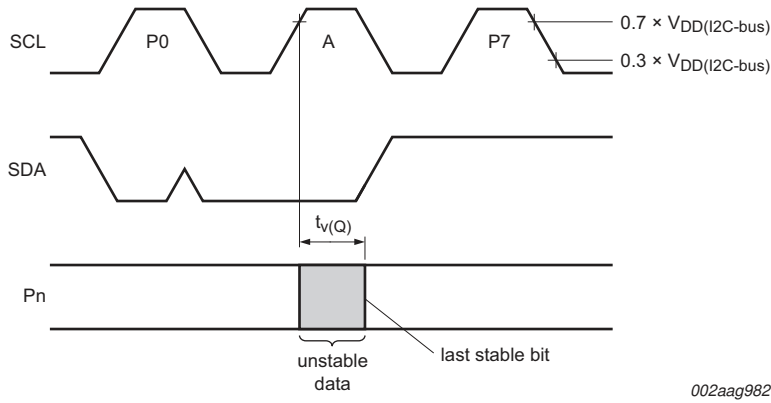 SCL
P0
A
P7
0.7 × VDD(I2C-bus)
0.3 × VDD(I2C-bus)
SDA
tv(Q)
Pn
unstable
data
last stable bit
002aag982